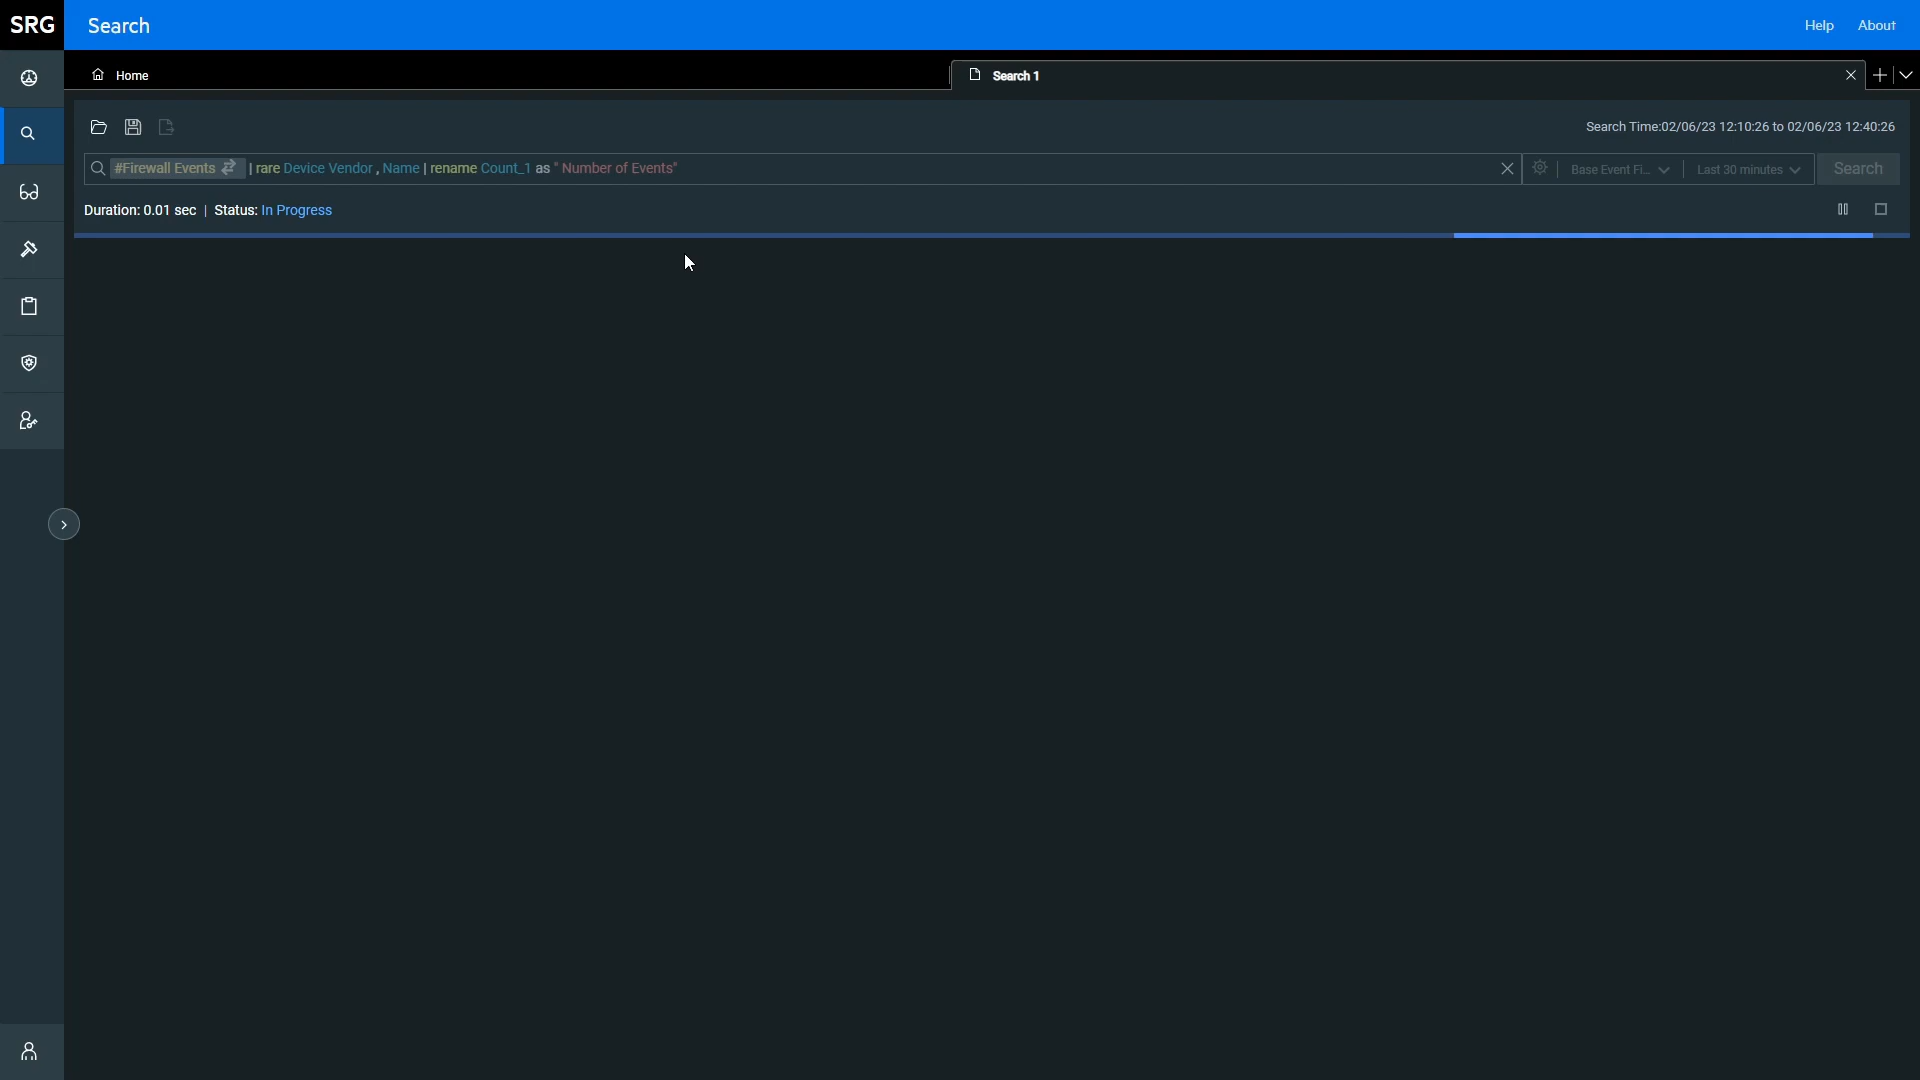 SRG
Search
Help
About
Home
Search 1
Search Time:02/06/23 12:10:26 to 02/06/23 12:40:26
#Firewall Events | rare Device Vendor , Name | rename Count_1 as " Number of Events"
Base Event Fi...
Last 30 minutes
Search
Duration: 0.01 sec | Status: In Progress